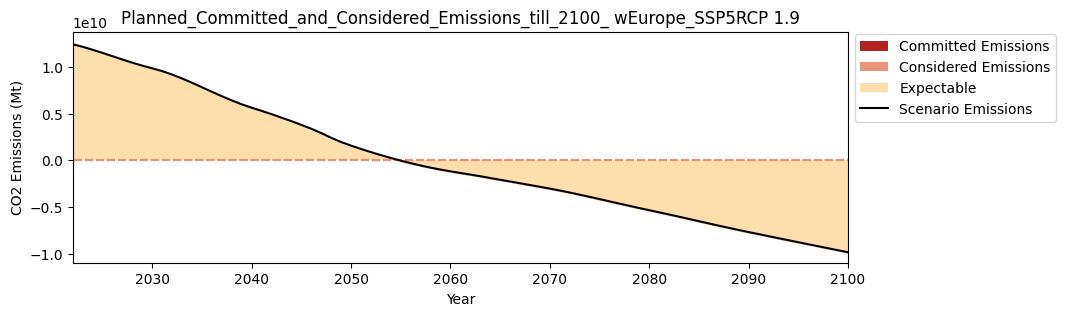 Planned_Committed_and_Considered_Emissions_till_2100_ wEurope_SSP5RCP 1.9
1e10
Committed Emissions
Considered Emissions
Expectable
Scenario Emissions
CO2 Emissions (Mt)
1.0
0.5
0.0
−0.5
−1.0
2030 2040 2050 2060 2070 2080 2090 2100
Year